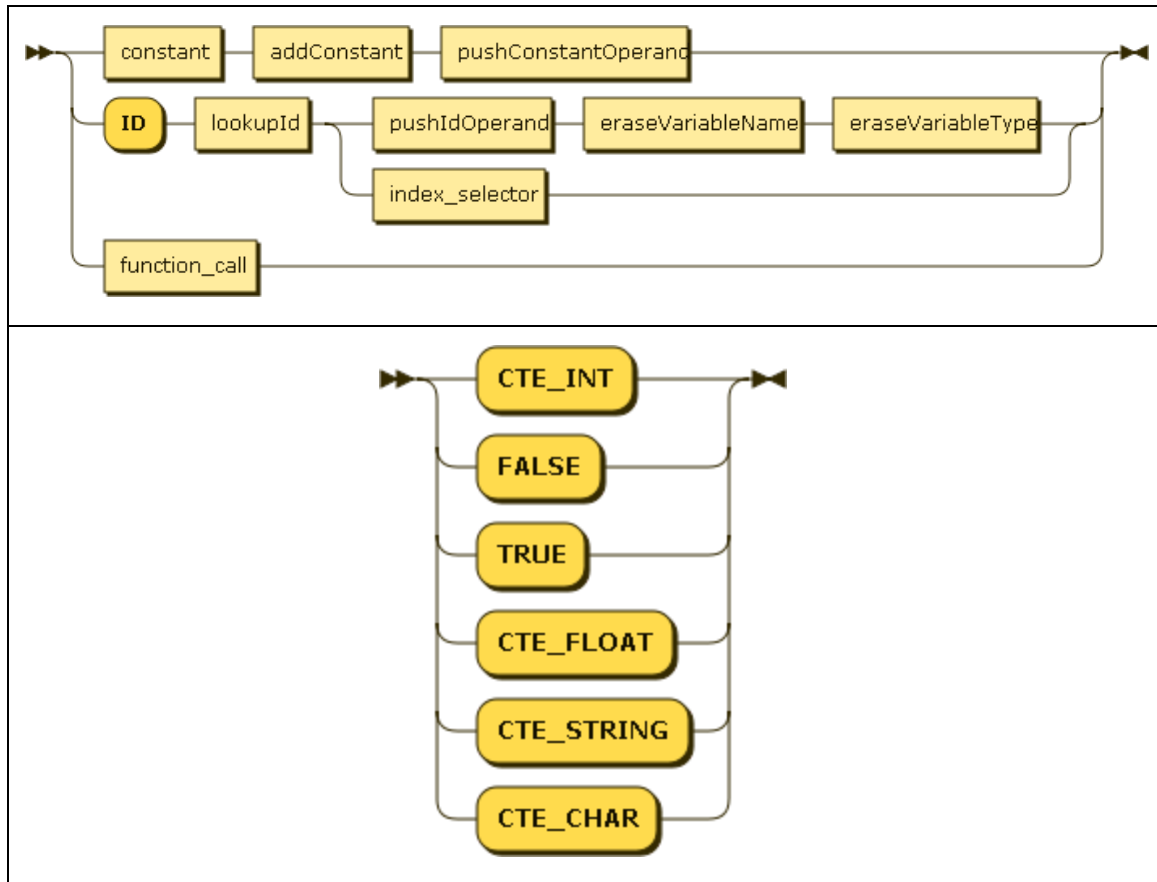 constant addConstant pushConstantOperand
ID lookupId pushIdOperand eraseVariableName eraseVariableType
index_selector
function_call
CTE_INT
FALSE
TRUE
CTE_FLOAT
CTE_STRING
CTE_CHAR